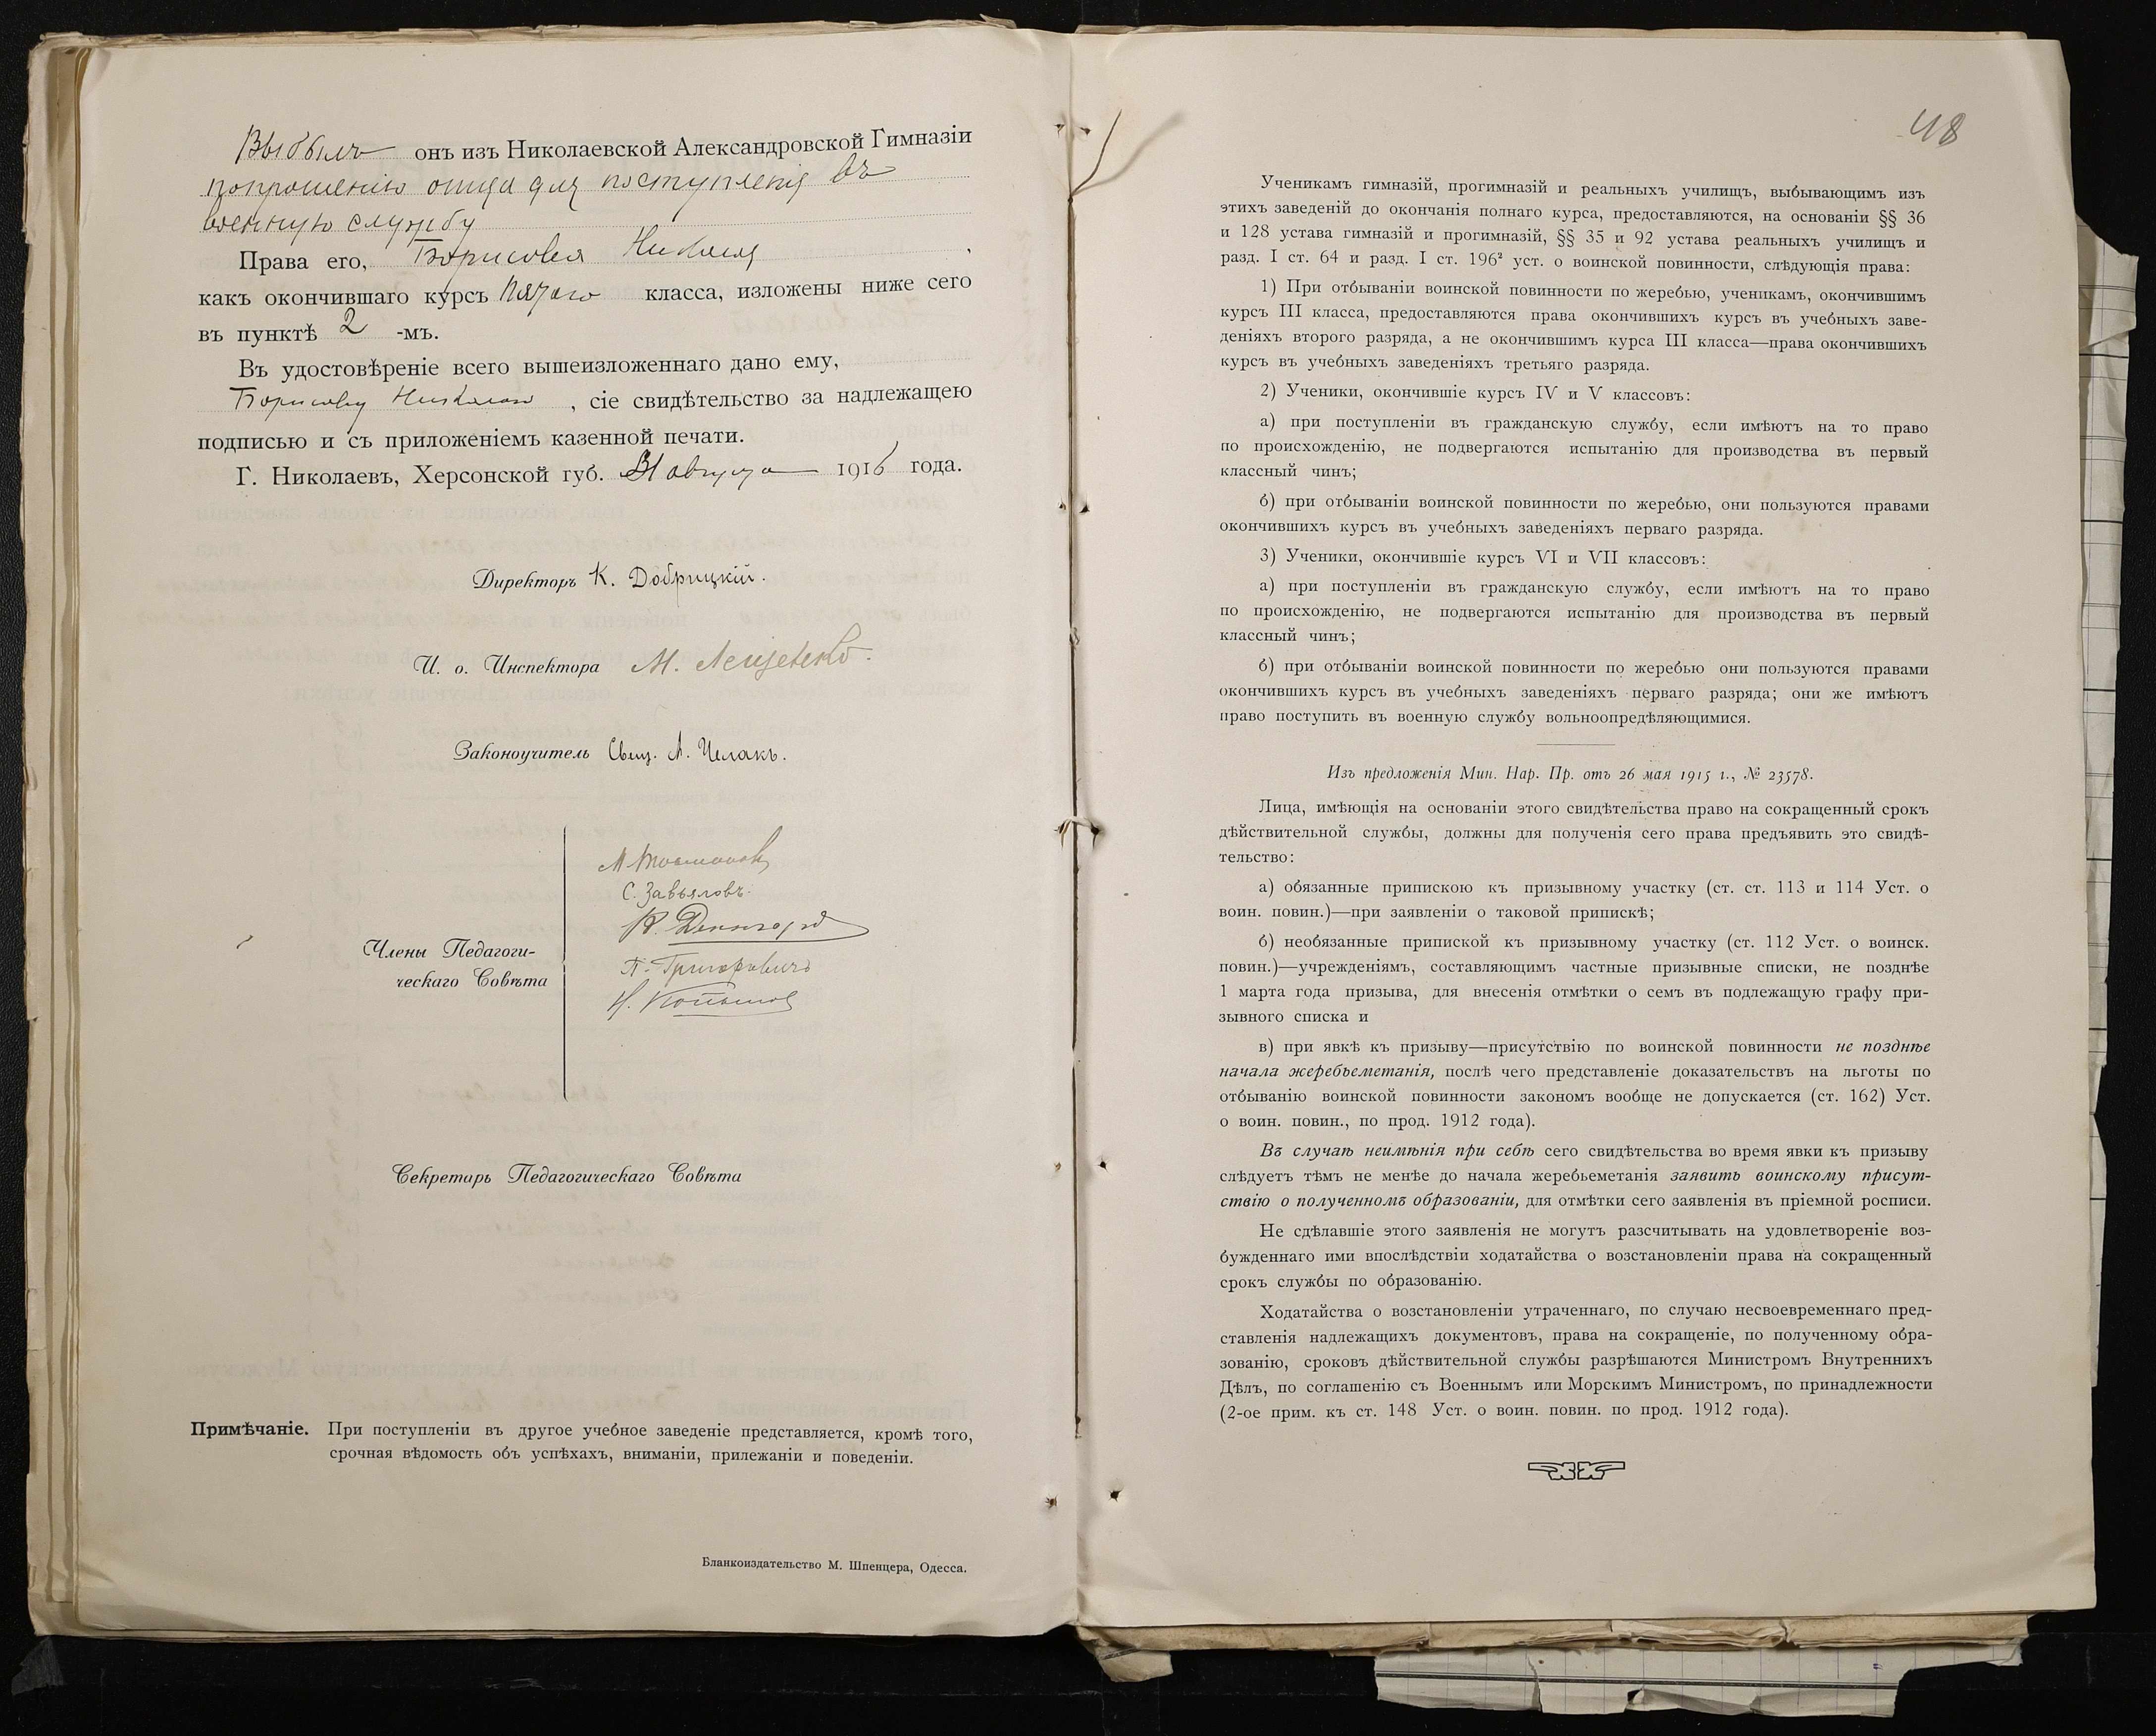 Выбылъ онъ изъ Николаевской Александровской Гимназіи
попрошенію отца для поступленія въ
военную службу
Права его, Борисова Николая ,
какъ окончившаго курсъ пятаго класса, изложены ниже сего
въ пунктѣ 2 -мъ.
Въ удостовѣреніе всего вышеизложеннаго дано ему,
Борисову Николаю , сіе свидѣтельство за надлежащею
подписью и съ приложеніемъ казенной печати.
Г. Николаевъ, Херсонской губ. 31 августа 1916 года.
Директоръ К. Добрицкій.
И. о. Инспектора М. Лещенко.
Законоучитель Свящ. А. Челакъ.
С. Завьяловъ.
Члены Педагоги-
ческаго Совѣта
П. Григоровичъ
Секретарь Педагогическаго Совѣта
Примѣчаніе. При поступленіи въ другое учебное заведеніе представляется, кромѣ того,
срочная вѣдомость объ успѣхахъ, вниманіи, прилежаніи и поведеніи.
Бланкоиздательство М. Шпенцера, Одесса.
48
Ученикамъ гимназій, прогимназій и реальныхъ училищъ, выбывающимъ изъ
этихъ заведеній до окончанія полнаго курса, предоставляются, на основаніи §§ 36
и 128 устава гимназій и прогимназій, §§ 35 и 92 устава реальныхъ училищъ и
разд. I ст. 64 и разд. I ст. 196² уст. о воинской повинности, слѣдующія права:
1) При отбываніи воинской повинности по жеребью, ученикамъ, окончившимъ
курсъ III класса, предоставляются права окончившихъ курсъ въ учебныхъ заве-
деніяхъ второго разряда, а не окончившимъ курса III класса—права окончившихъ
курсъ въ учебныхъ заведеніяхъ третьяго разряда.
2) Ученики, окончившіе курсъ IV и V классовъ:
а) при поступленіи въ гражданскую службу, если имѣютъ на то право
по происхожденію, не подвергаются испытанію для производства въ первый
классный чинъ;
б) при отбываніи воинской повинности по жеребью, они пользуются правами
окончившихъ курсъ въ учебныхъ заведеніяхъ перваго разряда.
3) Ученики, окончившіе курсъ VI и VII классовъ:
а) при поступленіи въ гражданскую службу, если имѣютъ на то право
по происхожденію, не подвергаются испытанію для производства въ первый
классный чинъ;
б) при отбываніи воинской повинности по жеребью они пользуются правами
окончившихъ курсъ въ учебныхъ заведеніяхъ перваго разряда; они же имѣютъ
право поступить въ военную службу вольноопредѣляющимися.
Изъ предложенія Мин. Нар. Пр. отъ 26 мая 1915 г., № 23578.
Лица, имѣющія на основаніи этого свидѣтельства право на сокращенный срокъ
дѣйствительной службы, должны для полученія сего права предъявить это свидѣ-
тельство:
а) обязанные припискою къ призывному участку (ст. ст. 113 и 114 Уст. о
воин. повин.)—при заявленіи о таковой припискѣ;
б) необязанные припиской къ призывному участку (ст. 112 Уст. о воинск.
повин.)—учрежденіямъ, составляющимъ частные призывные списки, не позднѣе
1 марта года призыва, для внесенія отмѣтки о семъ въ подлежащую графу при-
зывного списка и
в) при явкѣ къ призыву—присутствію по воинской повинности не позднѣе
начала жеребьеметанія, послѣ чего представленіе доказательствъ на льготы по
отбыванію воинской повинности закономъ вообще не допускается (ст. 162) Уст.
о воин. повин., по прод. 1912 года).
Въ случаѣ неимѣнія при себѣ сего свидѣтельства во время явки къ призыву
слѣдуетъ тѣмъ не менѣе до начала жеребьеметанія заявить воинскому присут-
ствію о полученномъ образованіи, для отмѣтки сего заявленія въ пріемной росписи.
Не сдѣлавшіе этого заявленія не могутъ разсчитывать на удовлетвореніе воз-
бужденнаго ими впослѣдствіи ходатайства о возстановленіи права на сокращенный
срокъ службы по образованію.
Ходатайства о возстановленіи утраченнаго, по случаю несвоевременнаго пред-
ставленія надлежащихъ документовъ, права на сокращеніе, по полученному обра-
зованію, сроковъ дѣйствительной службы разрѣшаются Министромъ Внутреннихъ
Дѣлъ, по соглашенію съ Военнымъ или Морскимъ Министромъ, по принадлежности
(2-ое прим. къ ст. 148 Уст. о воин. повин. по прод. 1912 года).